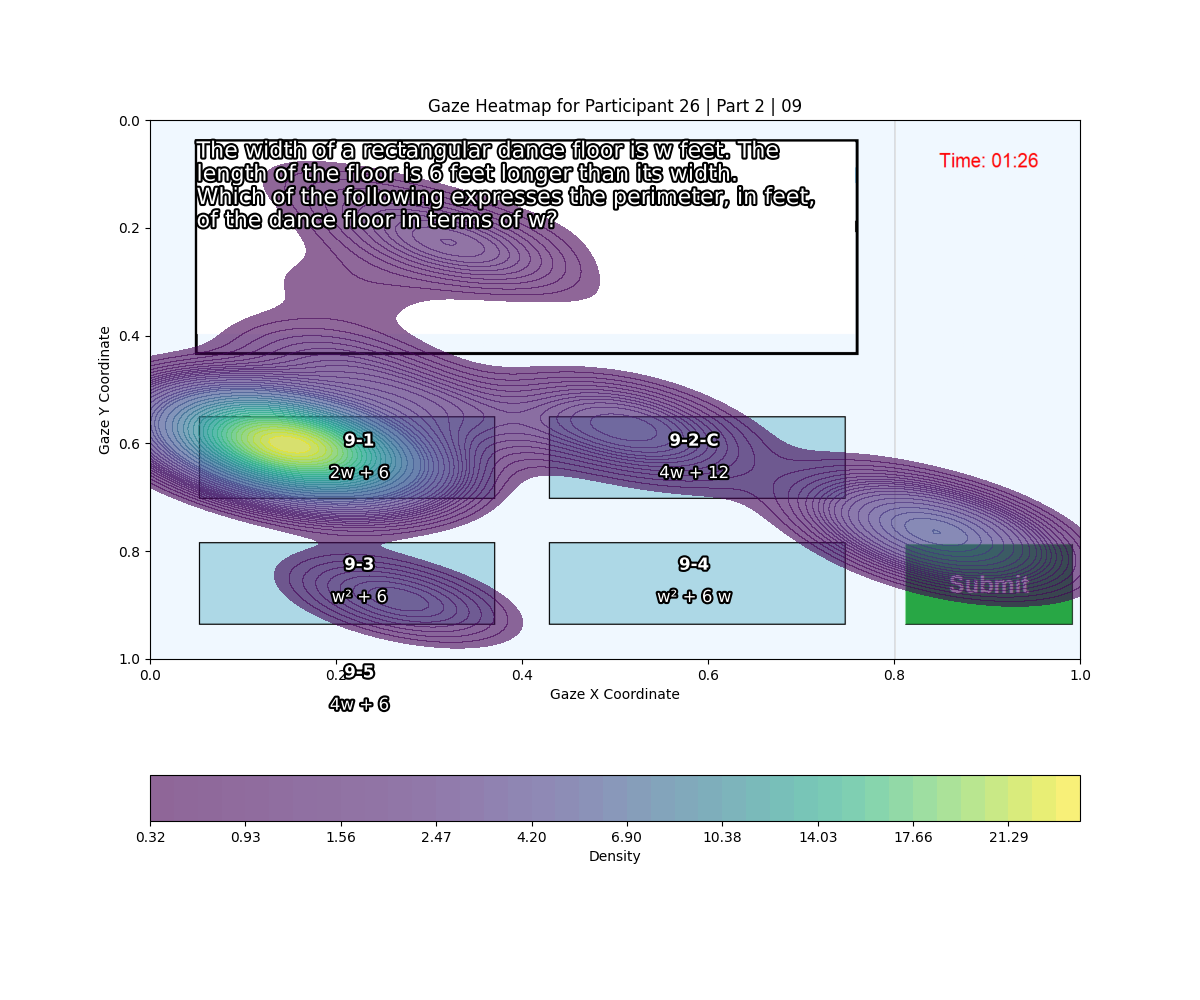 Gaze Heatmap for Participant 26 | Part 2 | 09
The width of a rectangular dance floor is w feet. The
length of the floor is 6 feet longer than its width.
Which of the following expresses the perimeter, in feet,
of the dance floor in terms of w?
Time: 01:26
9-1
2w + 6
9-2-C
4w + 12
9-3
w² + 6
9-4
w² + 6 w
Submit
9-5
4w + 6
0.0
0.2
0.4
0.6
0.8
1.0
Gaze Y Coordinate
0.0 0.2 0.4 0.6 0.8 1.0
Gaze X Coordinate
0.32 0.93 1.56 2.47 4.20 6.90 10.38 14.03 17.66 21.29
Density